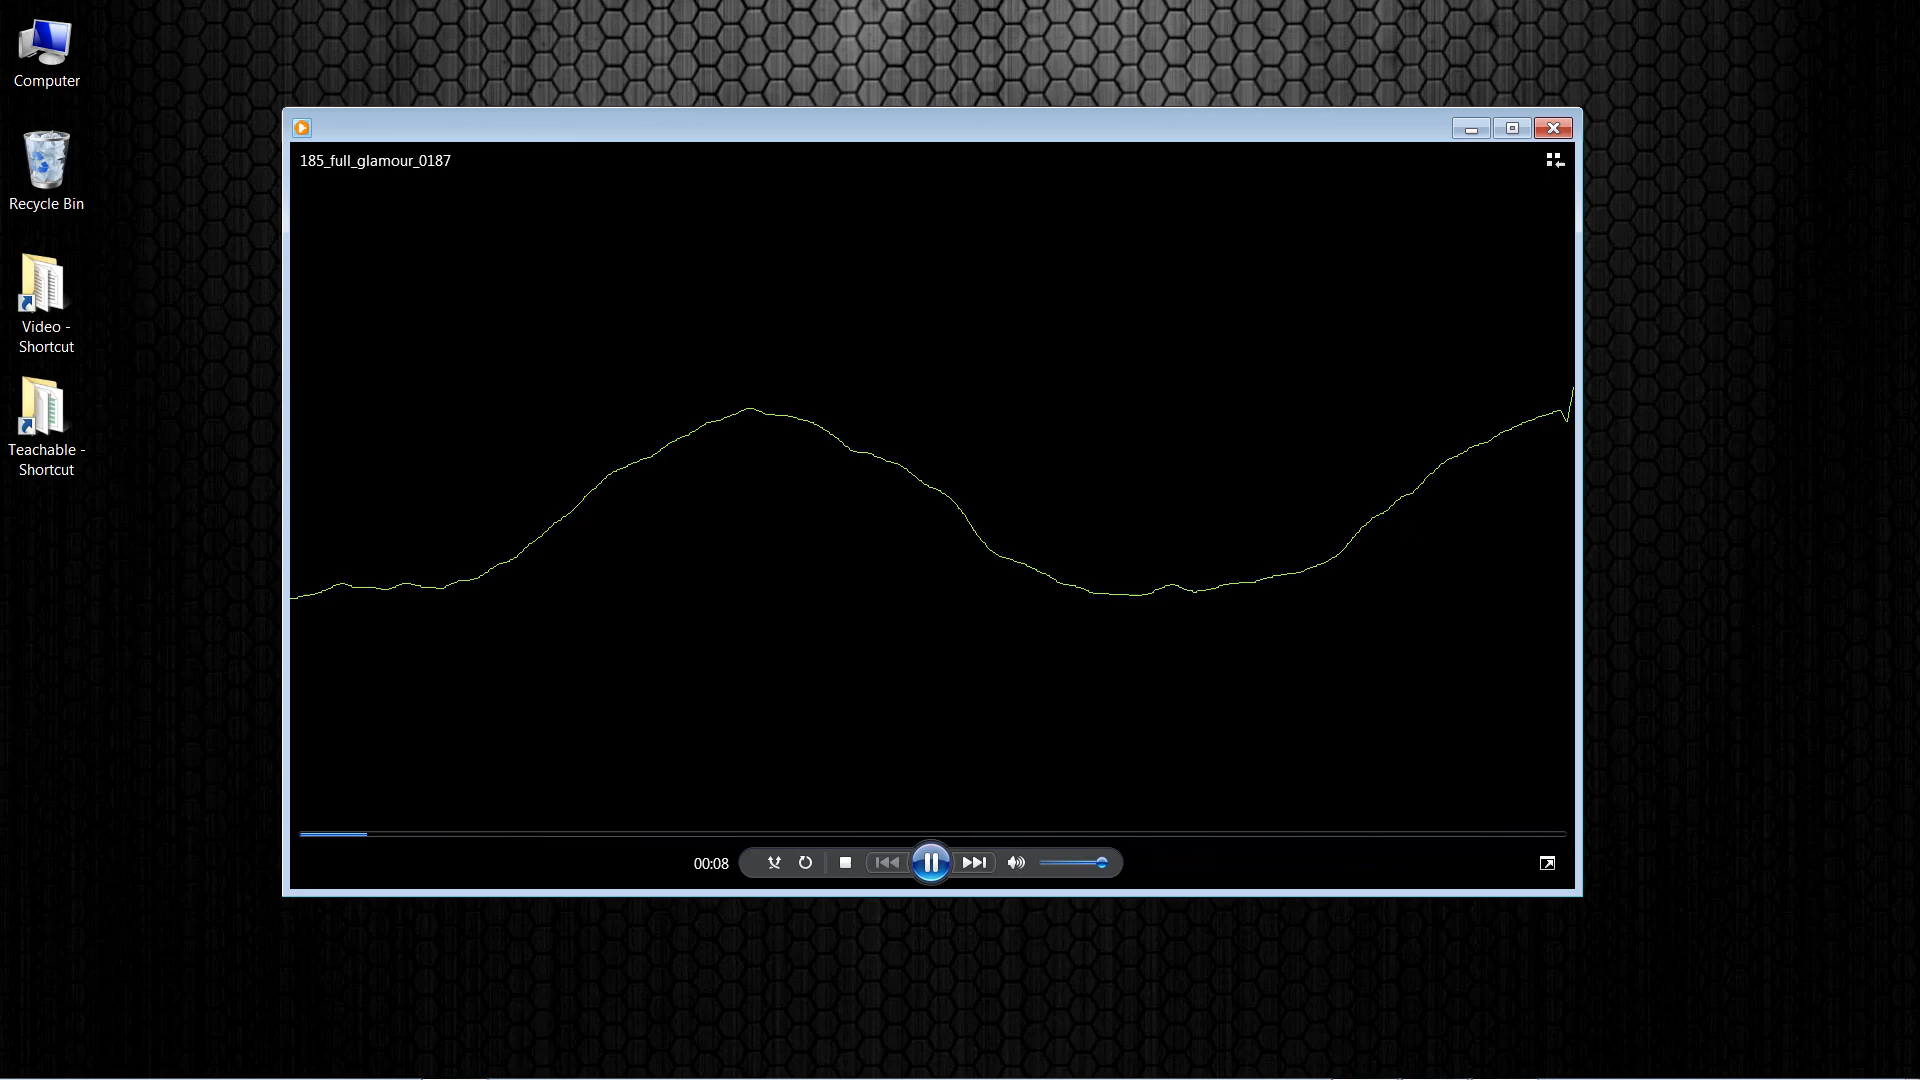 Computer
Recycle Bin
Video -
Shortcut
Teachable -
Shortcut
185_full_glamour_0187
00:08